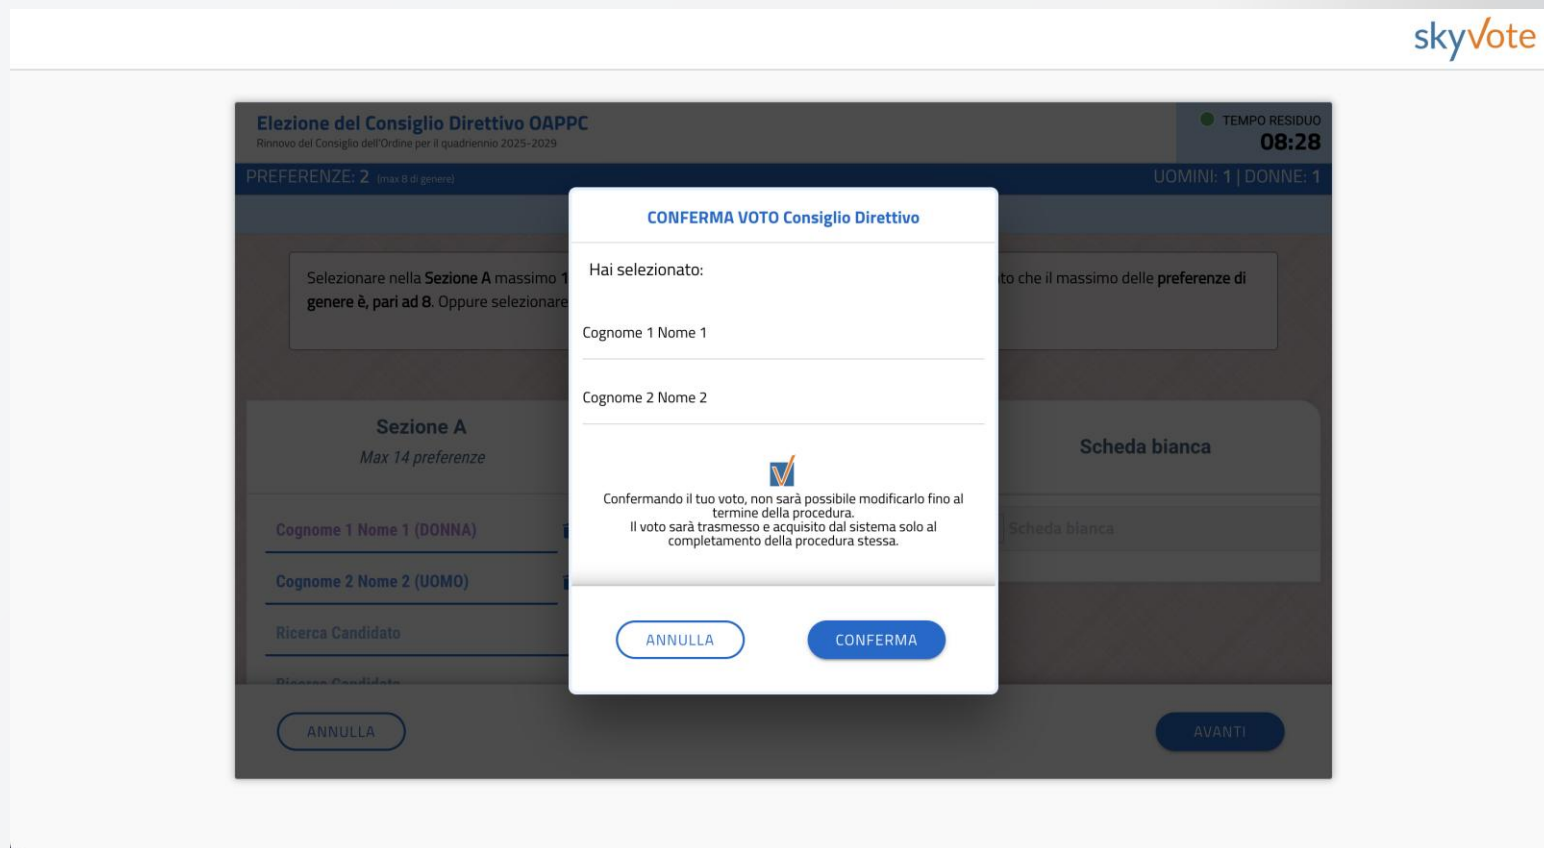 skyvote
Elezione del Consiglio Direttivo OAPPC
Rinnovo del Consiglio dell'Ordine per il quadriennio 2025-2029
TEMPO RESIDUO
08:28
PREFERENZE: 2 (max 8 di genere)
UOMINI: 1 | DONNE: 1
CONFERMA VOTO Consiglio Direttivo
Hai selezionato:
Cognome 1 Nome 1
Cognome 2 Nome 2
Confermando il tuo voto, non sarà possibile modificarlo fino al
termine della procedura.
Il voto sarà trasmesso e acquisito dal sistema solo al
completamento della procedura stessa.
ANNULLA
CONFERMA
Selezionare nella Sezione A massimo 1
to che il massimo delle preferenze di
genere è, pari ad 8. Oppure selezionare
Sezione A
Max 14 preferenze
Cognome 1 Nome 1 (DONNA)
Cognome 2 Nome 2 (UOMO)
Ricerca Candidato
Ricerca Candidato
Scheda bianca
Scheda bianca
ANNULLA
AVANTI